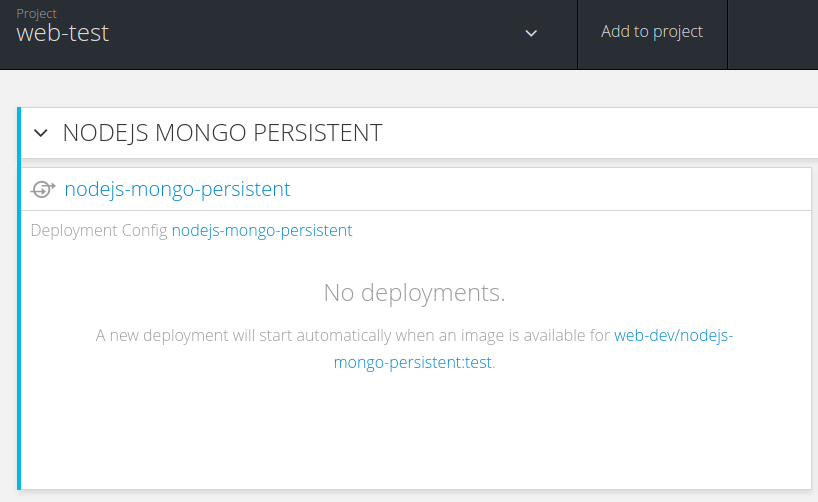 Project
web-test
Add to project
NODEJS MONGO PERSISTENT
nodejs-mongo-persistent
Deployment Config nodejs-mongo-persistent
No deployments.
A new deployment will start automatically when an image is available for web-dev/nodejs-
mongo-persistent:test.